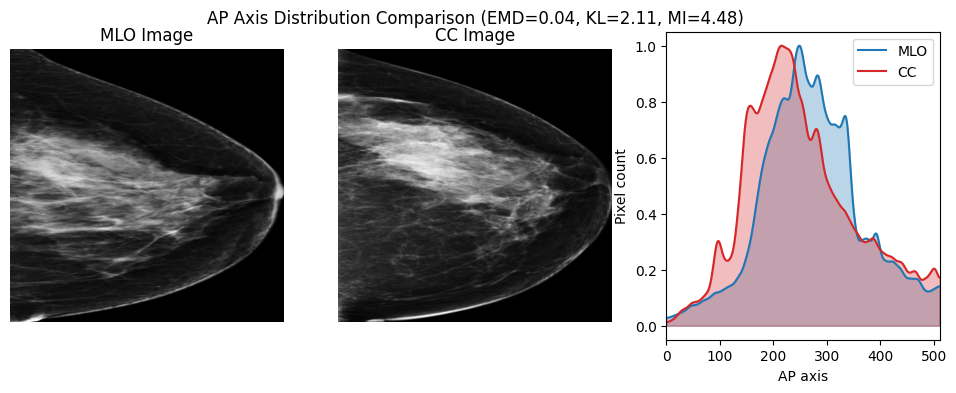 AP Axis Distribution Comparison (EMD=0.04, KL=2.11, MI=4.48)
MLO Image
CC Image
MLO
CC
Pixel count
1.0
0.8
0.6
0.4
0.2
0.0
0 100 200 300 400 500
AP axis